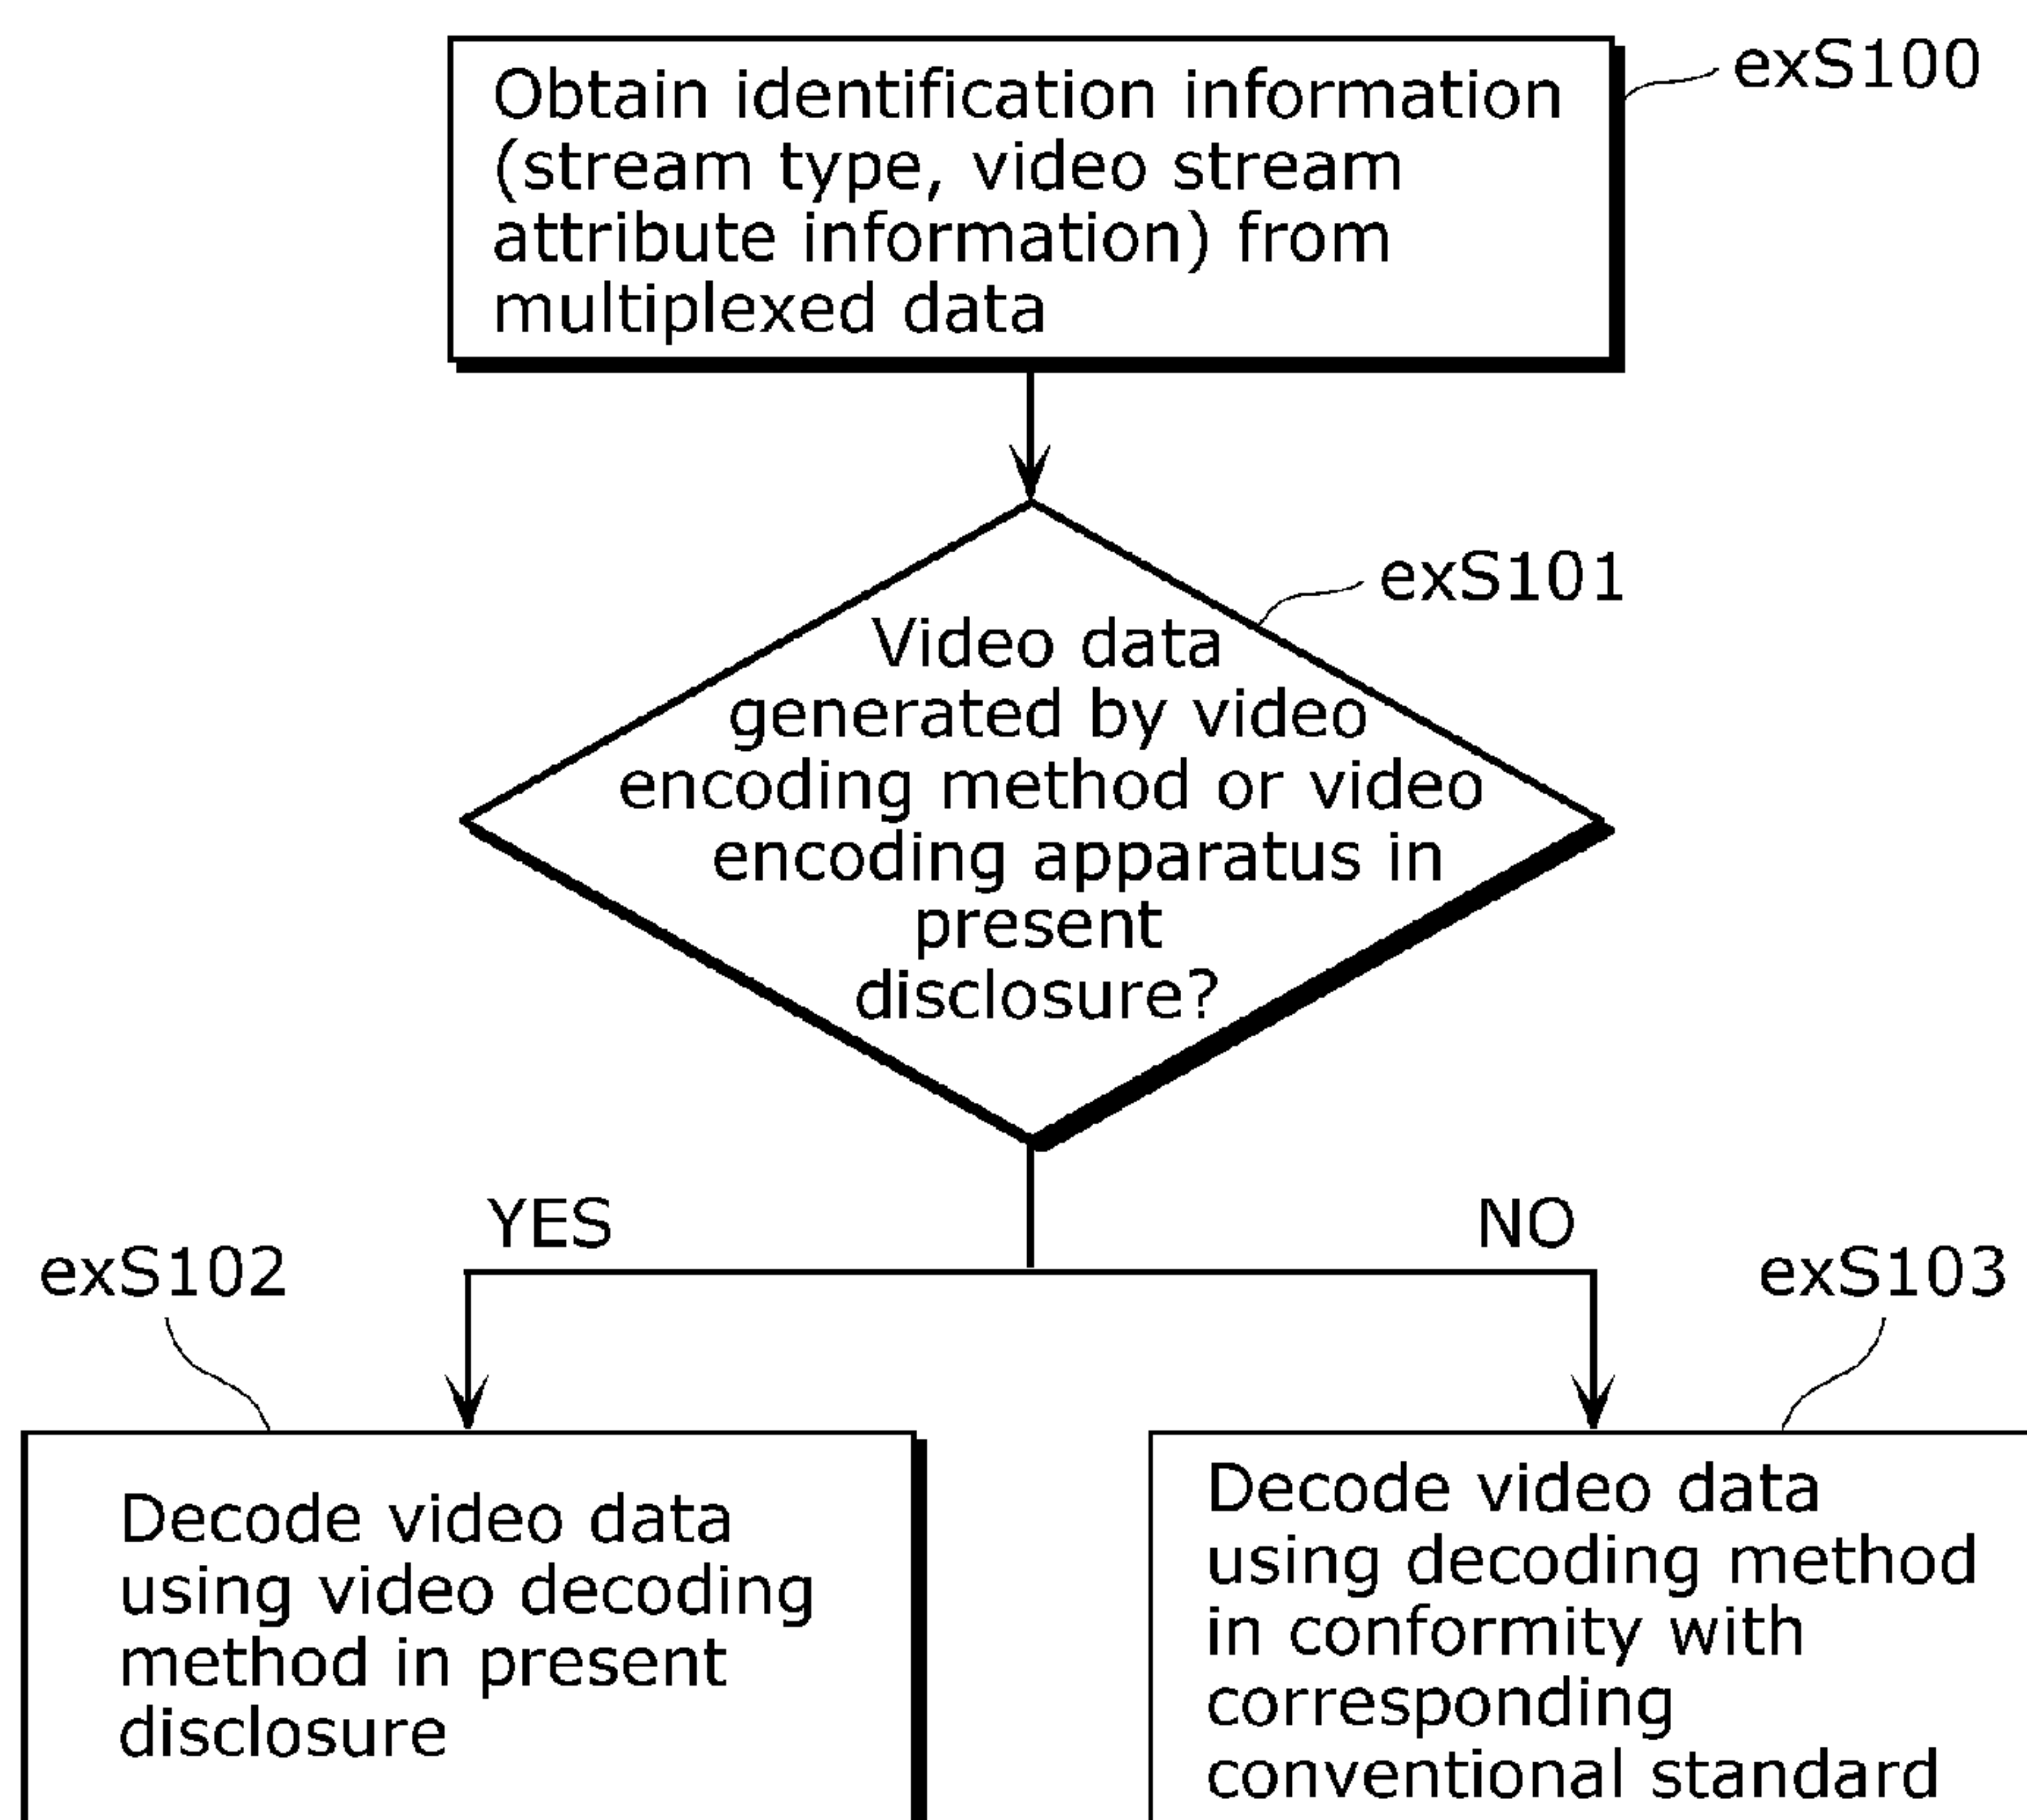 Obtain identification information
(stream type, video stream
attribute information) from
multiplexed data
exS100
exS101
Video data
generated by video
encoding method or video
encoding apparatus in
present
disclosure?
YES
NO
exS102
exS103
Decode video data
using video decoding
method in present
disclosure
Decode video data
using decoding method
in conformity with
corresponding
conventional standard